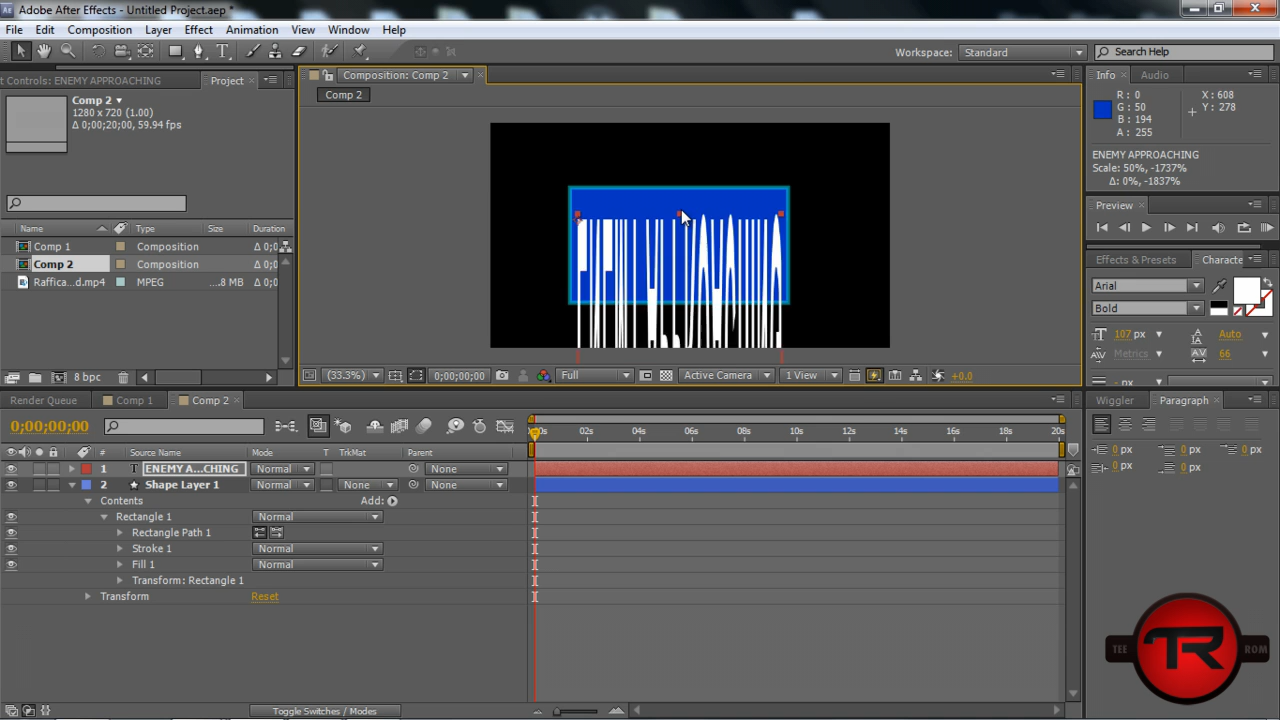 Adobe After Effects - Untitled Project.aep *
File Edit Composition Layer Effect Animation View Window Help
Workspace: Standard Search Help
t Controls: ENEMY APPROACHING Project
Comp 2
1280 x 720 (1.00)
Δ 0;00;20;00, 59.94 fps
Name Type Duration
Comp 1 Composition Δ 0;0
Comp 2 Composition Δ 0;0
Raffica...d.mp4 MPEG ....8 MB Δ 0;0
8 bpc
Composition: Comp 2
Comp 2
(33.3%) 0;00;00;00 Full Active Camera 1 View +0.0
Info Audio
R : 0
G : 50
B : 194
A : 255
X : 608
Y : 278
ENEMY APPROACHING
Scale: 50%, -1737%
Δ: 0%, -1837%
Preview
Effects & Presets Characte
Arial
Bold
107 px Auto
Metrics 66
- px
Wiggler Paragraph
0 px 0 px 0 px
0 px 0 px
Render Queue Comp 1 Comp 2
0;00;00;00
# Source Name Mode T TrkMat Parent
1 T ENEMY A...CHING Normal None
2 Shape Layer 1 Normal None None
Contents Add:
Rectangle 1 Normal
Rectangle Path 1
Stroke 1 Normal
Fill 1 Normal
Transform: Rectangle 1
Transform Reset
0s 02s 04s 06s 08s 10s 12s 14s 16s 18s 20s
Toggle Switches / Modes
TEE TR ROM